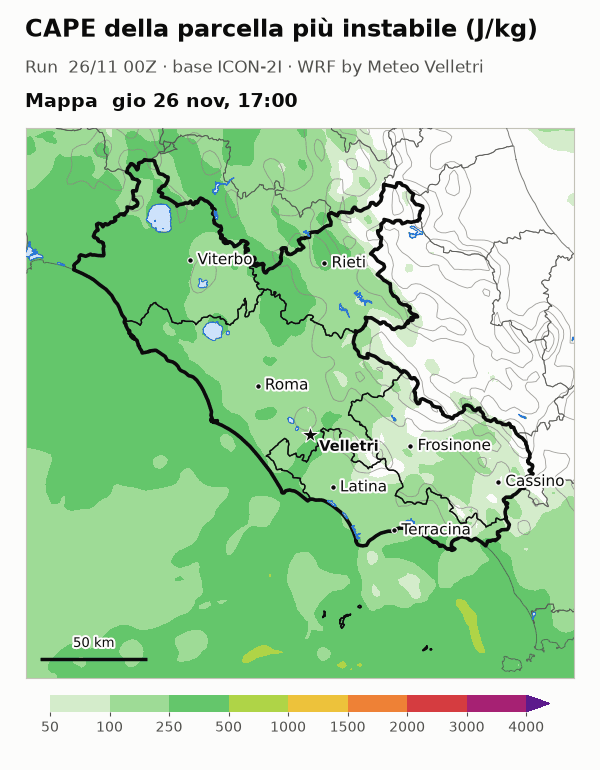 CAPE della parcella più instabile (J/kg)
Run  26/11 00Z · base ICON-2I · WRF by Meteo Velletri
Mappa  gio 26 nov, 17:00
Viterbo
Rieti
Roma
Velletri
Frosinone
Cassino
Latina
Terracina
50 km
50 100 250 500 1000 1500 2000 3000 4000